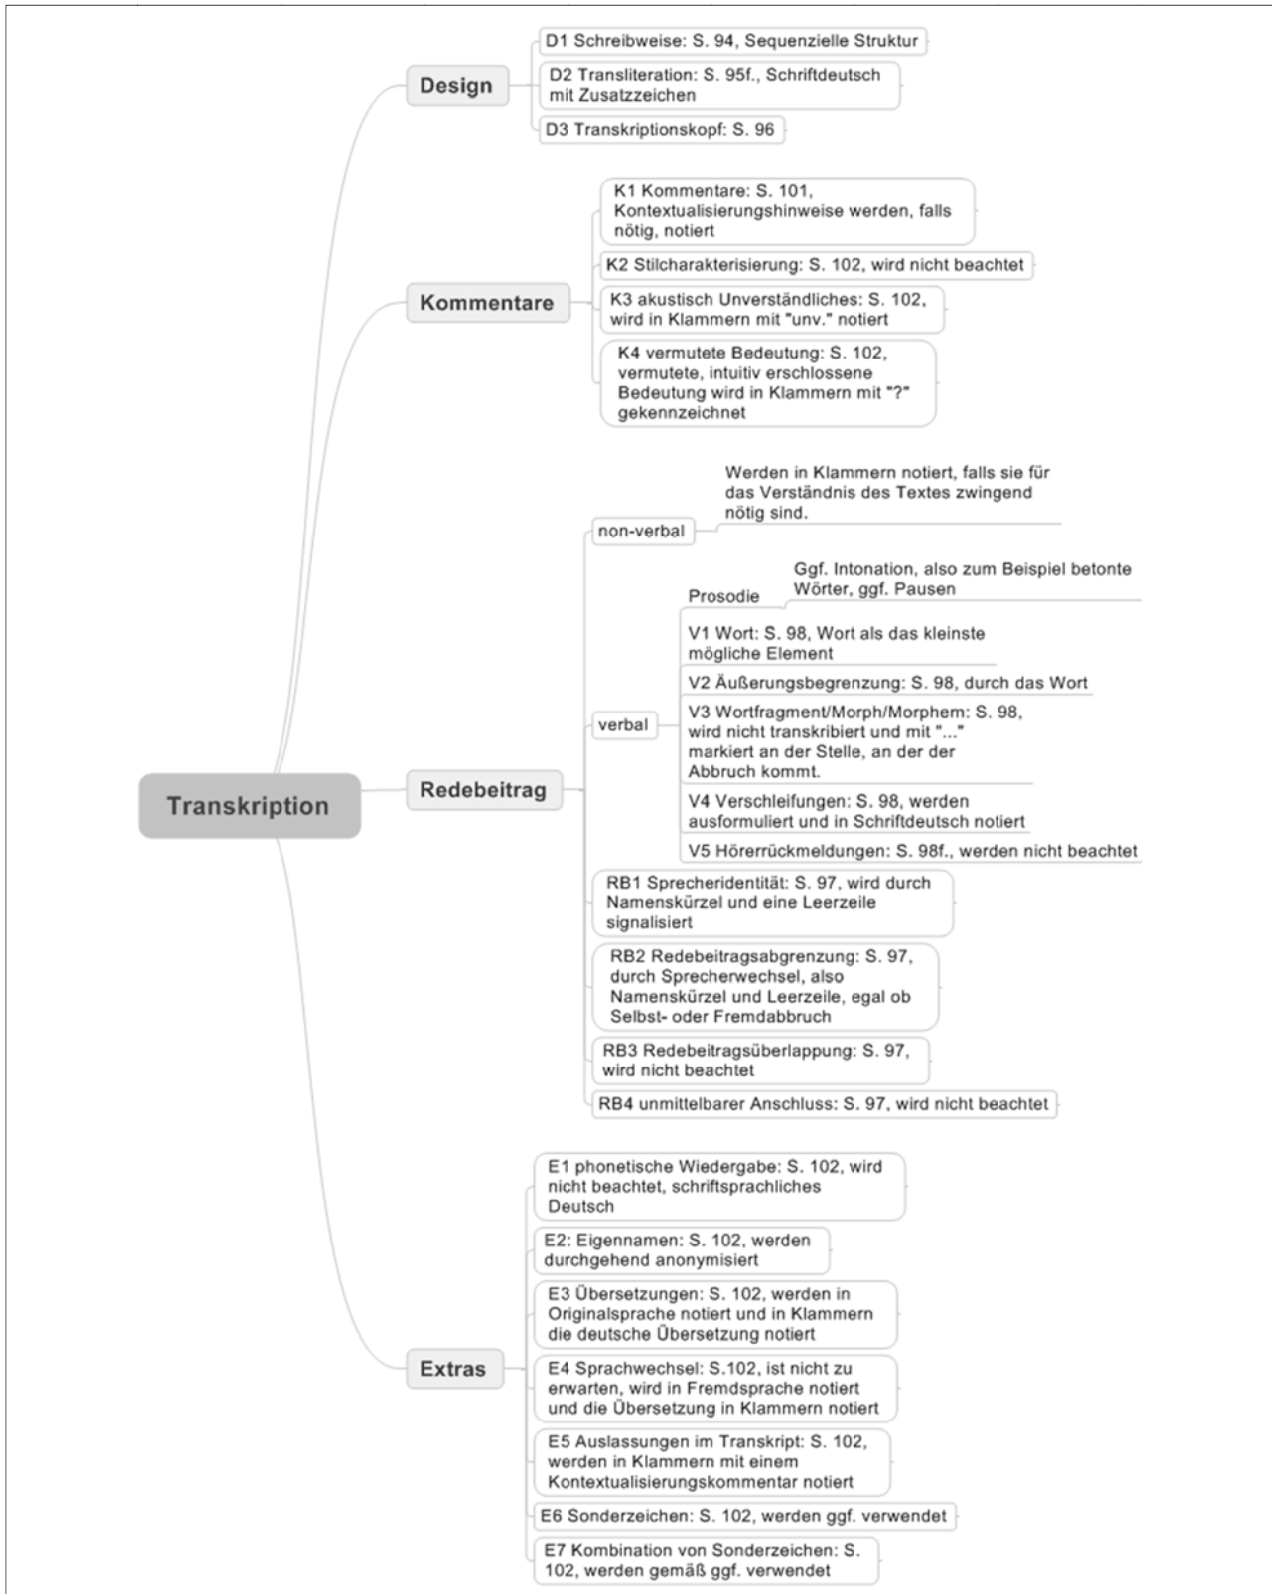 Transkription
Design
D1 Schreibweise: S. 94, Sequenzielle Struktur
D2 Transliteration: S. 95f., Schriftdeutsch
mit Zusatzzeichen
D3 Transkriptionskopf: S. 96
Kommentare
K1 Kommentare: S. 101,
Kontextualisierungshinweise werden, falls
nötig, notiert
K2 Stilcharakterisierung: S. 102, wird nicht beachtet
K3 akustisch Unverständliches: S. 102,
wird in Klammern mit "unv." notiert
K4 vermutete Bedeutung: S. 102,
vermutete, intuitiv erschlossene
Bedeutung wird in Klammern mit "?"
gekennzeichnet
Redebeitrag
non-verbal
Werden in Klammern notiert, falls sie für
das Verständnis des Textes zwingend
nötig sind.
verbal
Prosodie
Ggf. Intonation, also zum Beispiel betonte
Wörter, ggf. Pausen
V1 Wort: S. 98, Wort als das kleinste
mögliche Element
V2 Äußerungsbegrenzung: S. 98, durch das Wort
V3 Wortfragment/Morph/Morphem: S. 98,
wird nicht transkribiert und mit "..."
markiert an der Stelle, an der der
Abbruch kommt.
V4 Verschleifungen: S. 98, werden
ausformuliert und in Schriftdeutsch notiert
V5 Hörerrückmeldungen: S. 98f., werden nicht beachtet
RB1 Sprecheridentität: S. 97, wird durch
Namenskürzel und eine Leerzeile
signalisiert
RB2 Redebeitragsabgrenzung: S. 97,
durch Sprecherwechsel, also
Namenskürzel und Leerzeile, egal ob
Selbst- oder Fremdabbruch
RB3 Redebeitragsüberlappung: S. 97,
wird nicht beachtet
RB4 unmittelbarer Anschluss: S. 97, wird nicht beachtet
Extras
E1 phonetische Wiedergabe: S. 102, wird
nicht beachtet, schriftsprachliches
Deutsch
E2: Eigennamen: S. 102, werden
durchgehend anonymisiert
E3 Übersetzungen: S. 102, werden in
Originalsprache notiert und in Klammern
die deutsche Übersetzung notiert
E4 Sprachwechsel: S.102, ist nicht zu
erwarten, wird in Fremdsprache notiert
und die Übersetzung in Klammern notiert
E5 Auslassungen im Transkript: S. 102,
werden in Klammern mit einem
Kontextualisierungskommentar notiert
E6 Sonderzeichen: S. 102, werden ggf. verwendet
E7 Kombination von Sonderzeichen: S.
102, werden gemäß ggf. verwendet